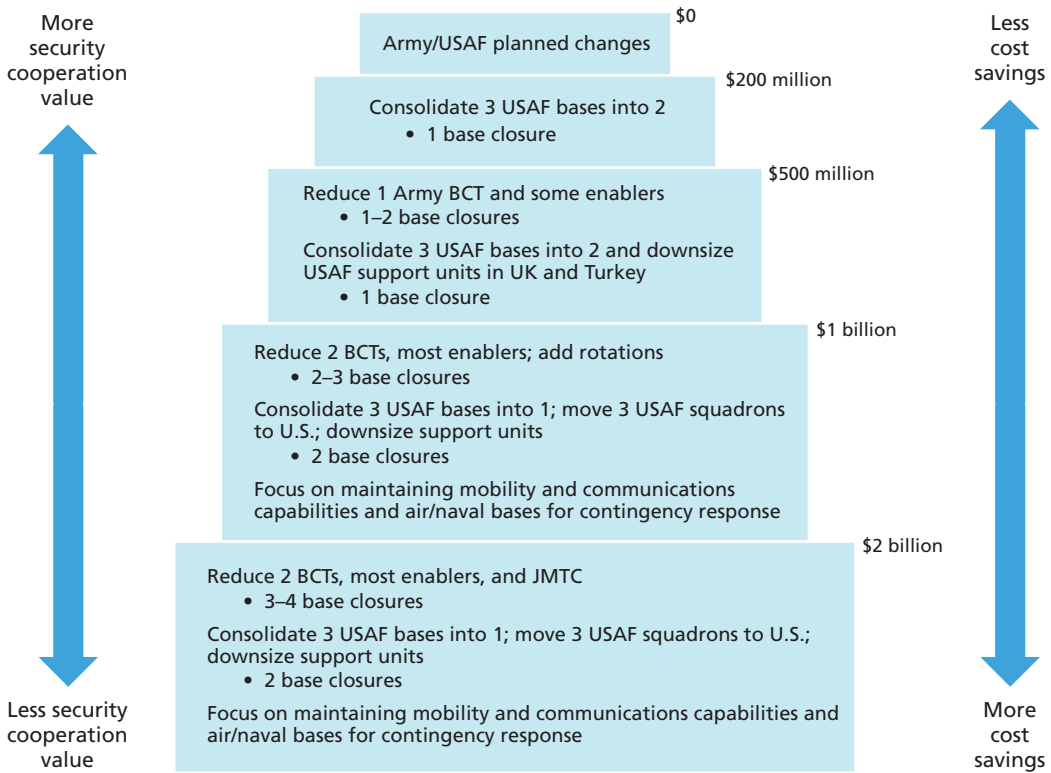 More
security
cooperation
value
Less security
cooperation
value
$0
Army/USAF planned changes
$200 million
Consolidate 3 USAF bases into 2
• 1 base closure
$500 million
Reduce 1 Army BCT and some enablers
• 1–2 base closures
Consolidate 3 USAF bases into 2 and downsize
USAF support units in UK and Turkey
• 1 base closure
$1 billion
Reduce 2 BCTs, most enablers; add rotations
• 2–3 base closures
Consolidate 3 USAF bases into 1; move 3 USAF squadrons
to U.S.; downsize support units
• 2 base closures
Focus on maintaining mobility and communications
capabilities and air/naval bases for contingency response
$2 billion
Reduce 2 BCTs, most enablers, and JMTC
• 3–4 base closures
Consolidate 3 USAF bases into 1; move 3 USAF squadrons to U.S.;
downsize support units
• 2 base closures
Focus on maintaining mobility and communications capabilities and
air/naval bases for contingency response
Less
cost
savings
More
cost
savings